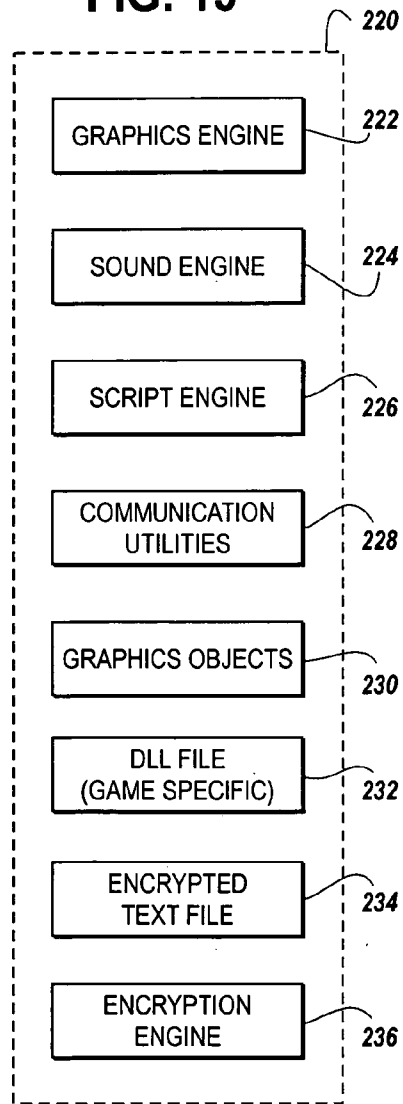 FIG. 15
220
GRAPHICS ENGINE
222
SOUND ENGINE
224
SCRIPT ENGINE
226
COMMUNICATION
UTILITIES
228
GRAPHICS OBJECTS
230
DLL FILE
(GAME SPECIFIC)
232
ENCRYPTED
TEXT FILE
234
ENCRYPTION
ENGINE
236